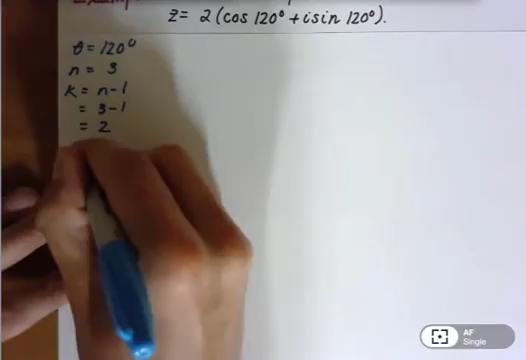 z = 2 (cos 120° + i sin 120°).
θ = 120°
n = 3
K = n-1
= 3-1
= 2
AF
Single